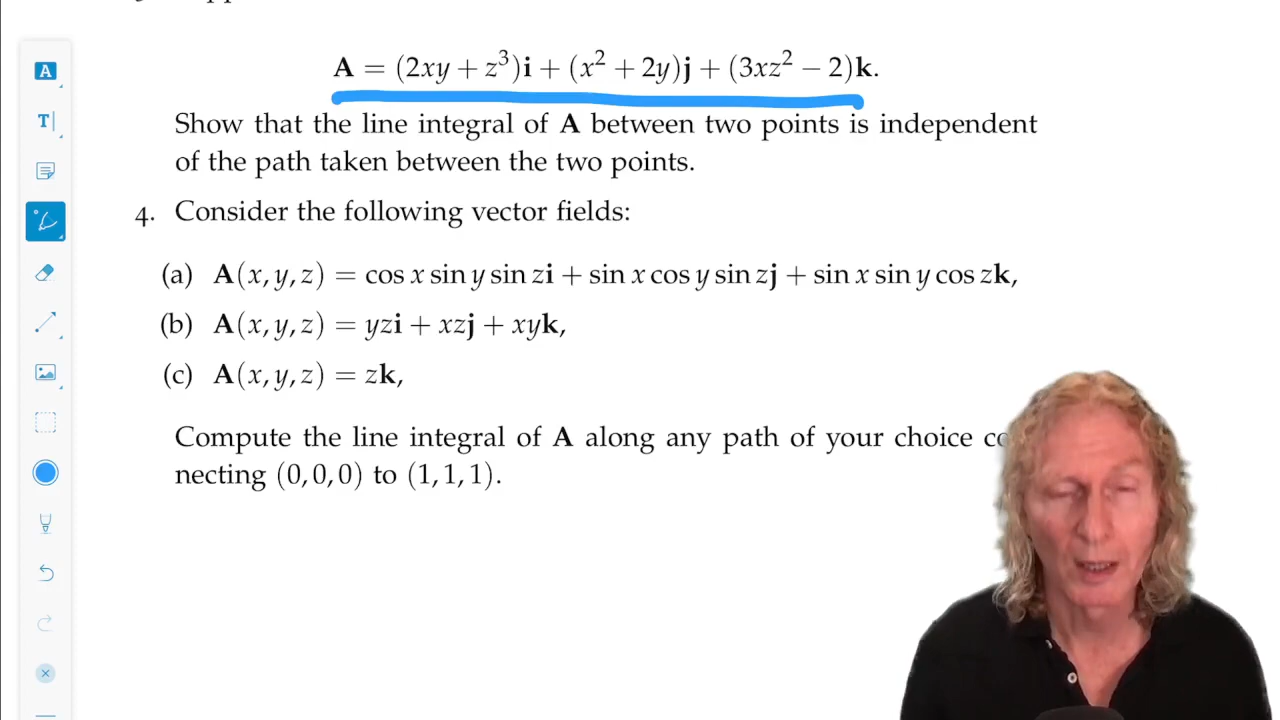 A = (2xy + z³)i + (x² + 2y)j + (3xz² − 2)k.
Show that the line integral of A between two points is independent
of the path taken between the two points.
4. Consider the following vector fields:
(a) A(x, y, z) = cos x sin y sin zi + sin x cos y sin zj + sin x sin y cos zk,
(b) A(x, y, z) = yzi + xzj + xyk,
(c) A(x, y, z) = zk,
Compute the line integral of A along any path of your choice
necting (0, 0, 0) to (1, 1, 1).
A
T